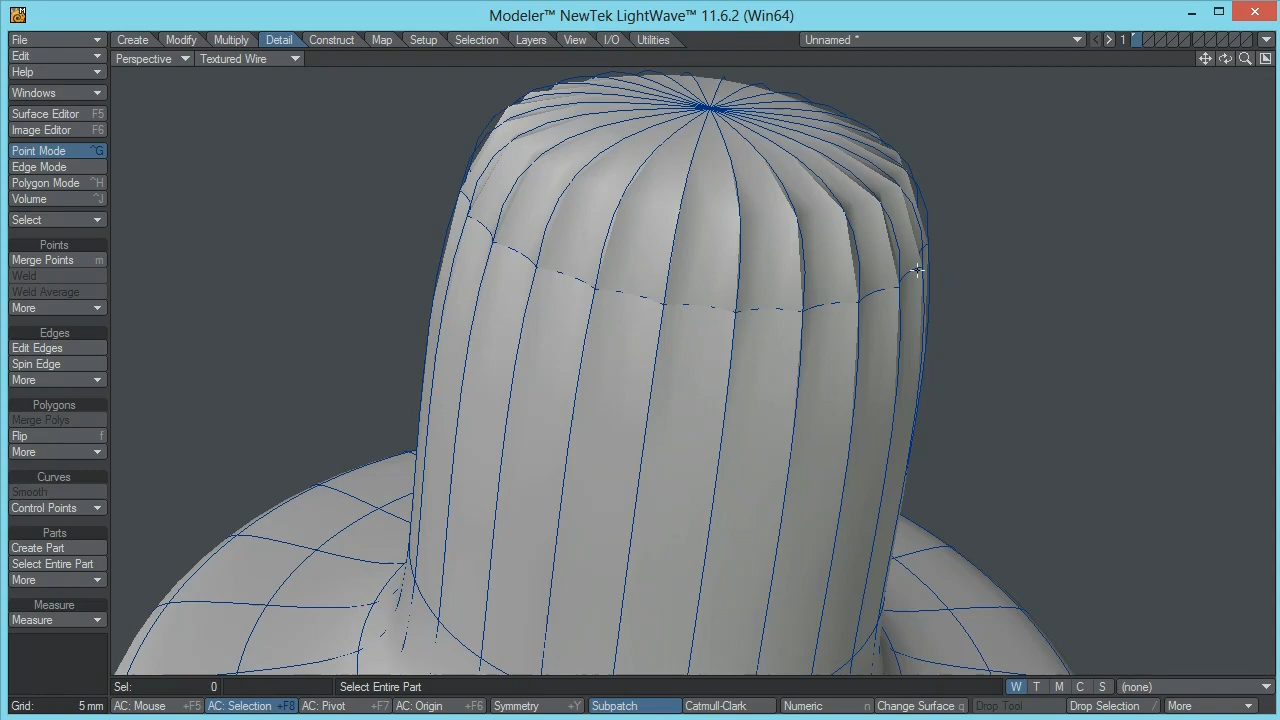 Modeler™ NewTek LightWave™ 11.6.2 (Win64)
File
Create Modify Multiply Detail Construct Map Setup Selection Layers View I/O Utilities Unnamed * < > 1
Edit
Perspective Textured Wire
Help
Windows
Surface Editor F5
Image Editor F6
Point Mode ^G
Edge Mode
Polygon Mode ^H
Volume ^J
Select
Points
Merge Points m
Weld
Weld Average
More
Edges
Edit Edges
Spin Edge
More
Polygons
Merge Polys
Flip f
More
Curves
Smooth
Control Points
Parts
Create Part
Select Entire Part
More
Measure
Measure
Sel: 0 Select Entire Part W T M C S (none)
Grid: 5 mm AC: Mouse +F5 AC: Selection +F8 AC: Pivot +F7 AC: Origin +F6 Symmetry +Y Subpatch Catmull-Clark Numeric n Change Surface q Drop Tool Drop Selection / More